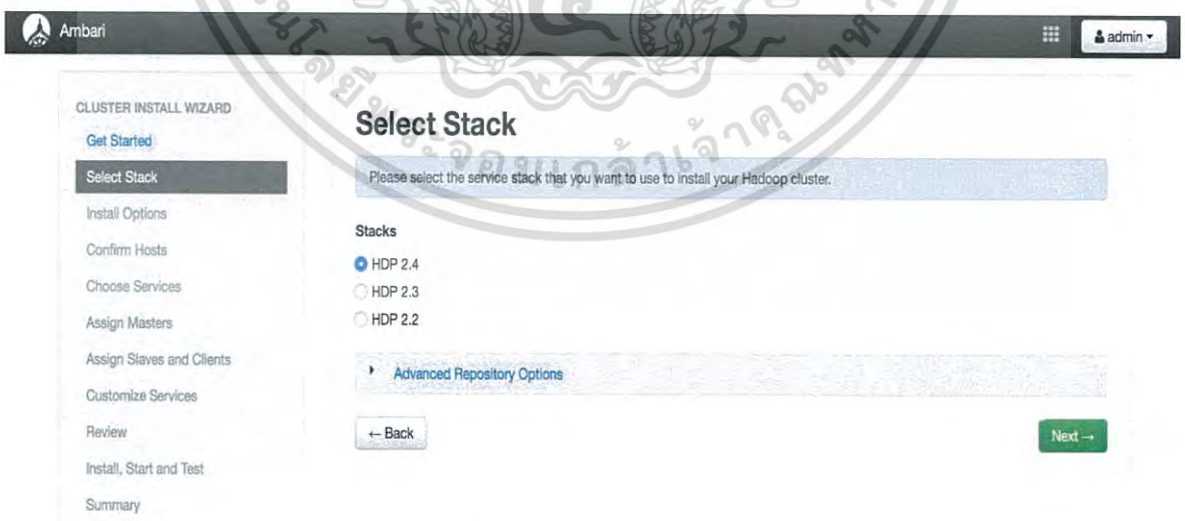 Ambari
admin
CLUSTER INSTALL WIZARD
Get Started
Select Stack
Install Options
Confirm Hosts
Choose Services
Assign Masters
Assign Slaves and Clients
Customize Services
Review
Install, Start and Test
Summary
Select Stack
Please select the service stack that you want to use to install your Hadoop cluster.
Stacks
HDP 2.4
HDP 2.3
HDP 2.2
Advanced Repository Options
← Back
Next →